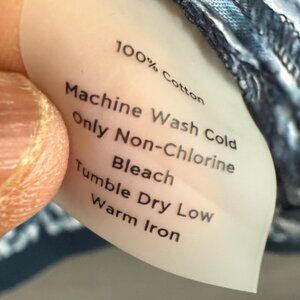 100% Cotton
Machine Wash Cold
Only Non-Chlorine
Bleach
Tumble Dry Low
Warm Iron